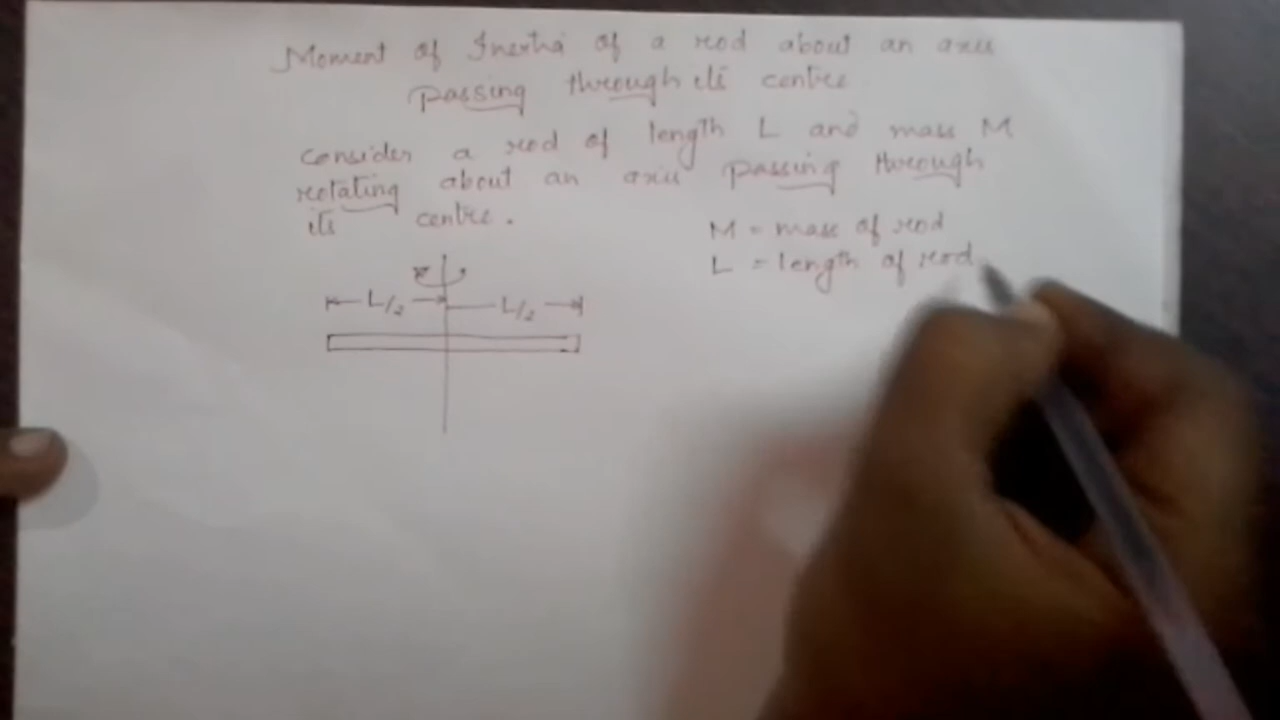 Moment of Inertia of a rod about an axis
passing through its centre
Consider a rod of length L and mass M
rotating about an axis passing through
its centre.
M = mass of rod
L = length of rod
L/2 L/2